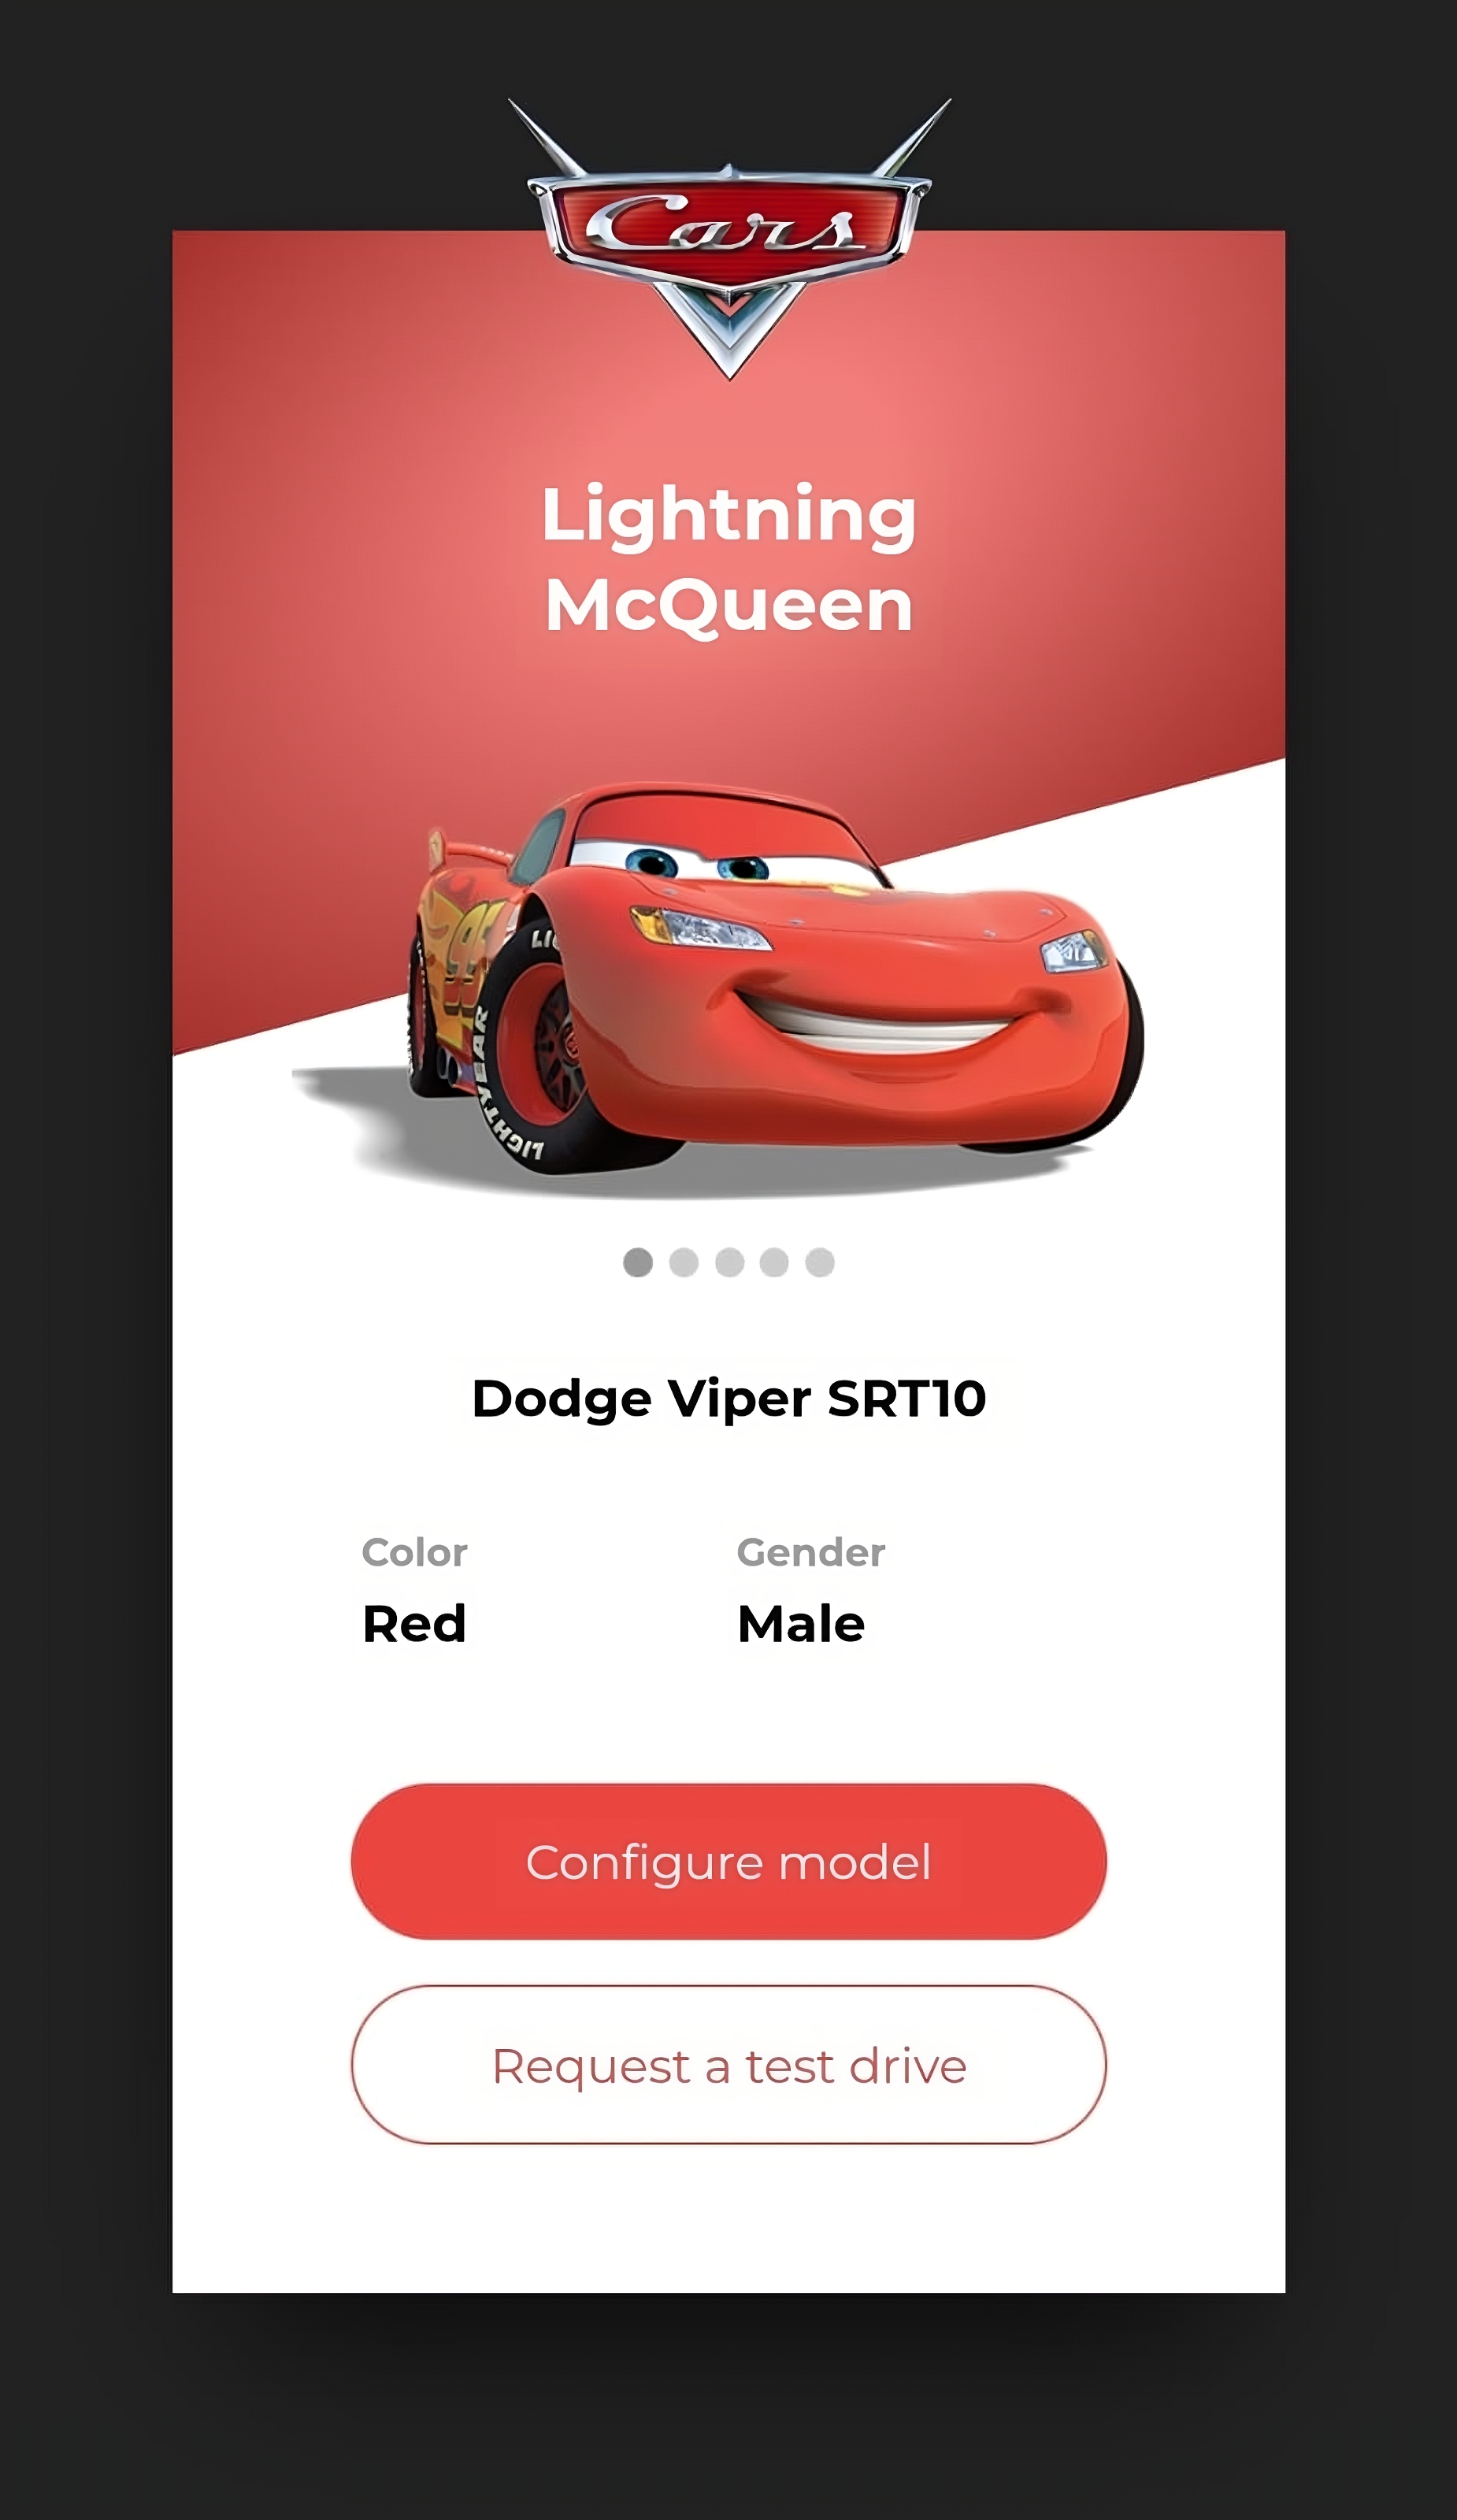 Cars
Lightning
McQueen
95
LIGHTYEAR
Dodge Viper SRT10
Color
Gender
Red
Male
Configure model
Request a test drive